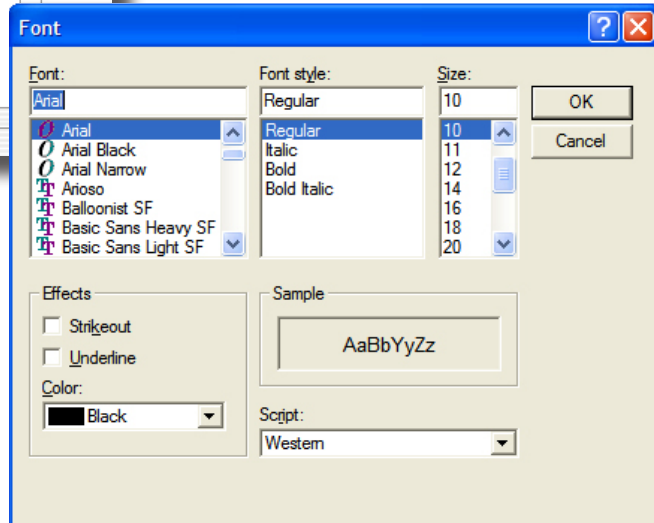 Font
Font: Font style: Size:
Arial Regular 10 OK
Arial Regular 10 Cancel
Arial Black Italic 11
Arial Narrow Bold 12
Arioso Bold Italic 14
Balloonist SF 16
Basic Sans Heavy SF 18
Basic Sans Light SF 20
Effects Sample
Strikeout
Underline AaBbYyZz
Color:
Black Script:
Western